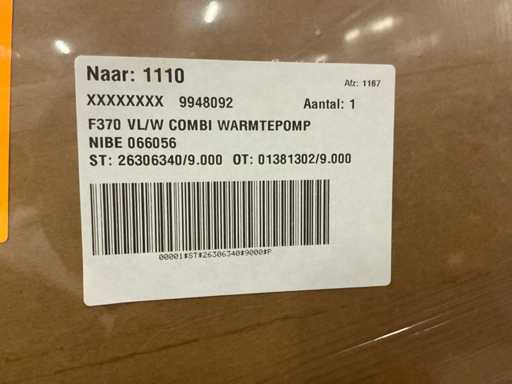 Naar: 1110
Afz: 1167
XXXXXXXX 9948092 Aantal: 1
F370 VL/W COMBI WARMTEPOMP
NIBE 066056
ST: 26306340/9.000 OT: 01381302/9.000
00001#ST#26306340#9000#P